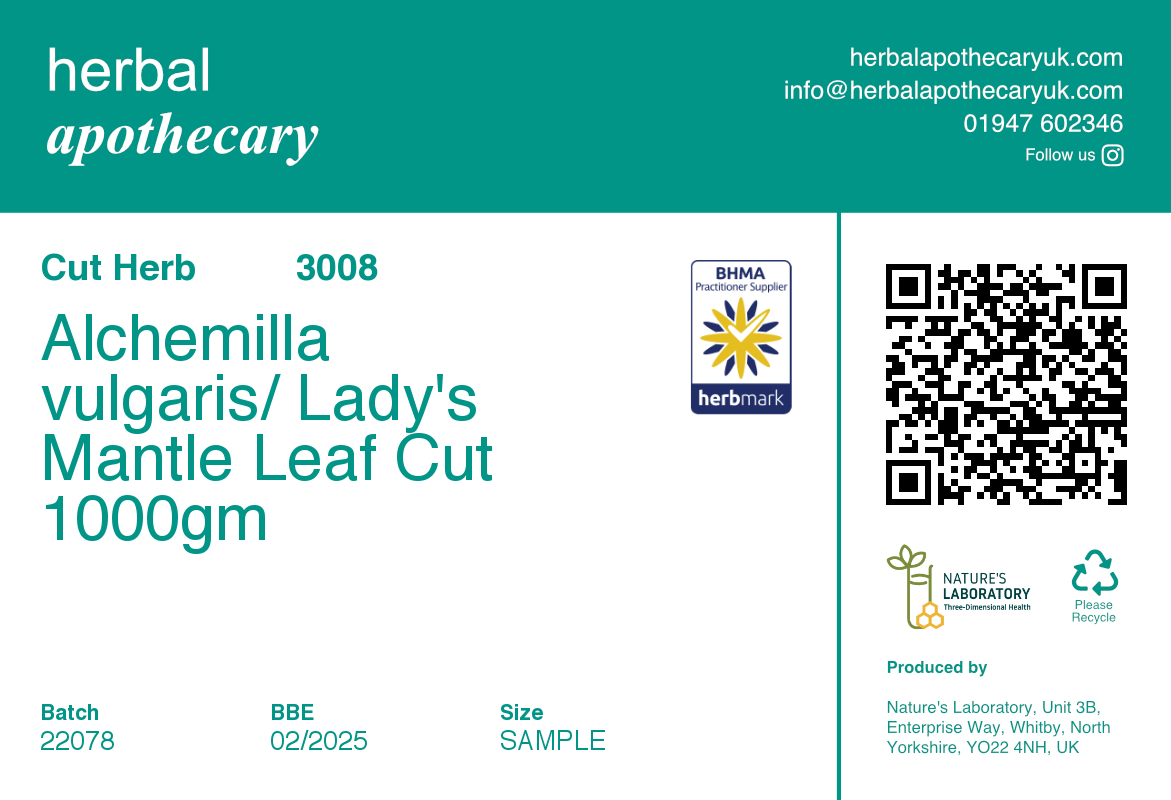 herbal
apothecary
herbalapothecaryuk.com
info@herbalapothecaryuk.com
01947 602346
Follow us
Cut Herb 3008
Alchemilla
vulgaris/ Lady's
Mantle Leaf Cut
1000gm
BHMA
Practitioner Supplier
herbmark
Batch
22078
BBE
02/2025
Size
SAMPLE
NATURE'S
LABORATORY
Three-Dimensional Health
Please
Recycle
Produced by
Nature's Laboratory, Unit 3B,
Enterprise Way, Whitby, North
Yorkshire, YO22 4NH, UK